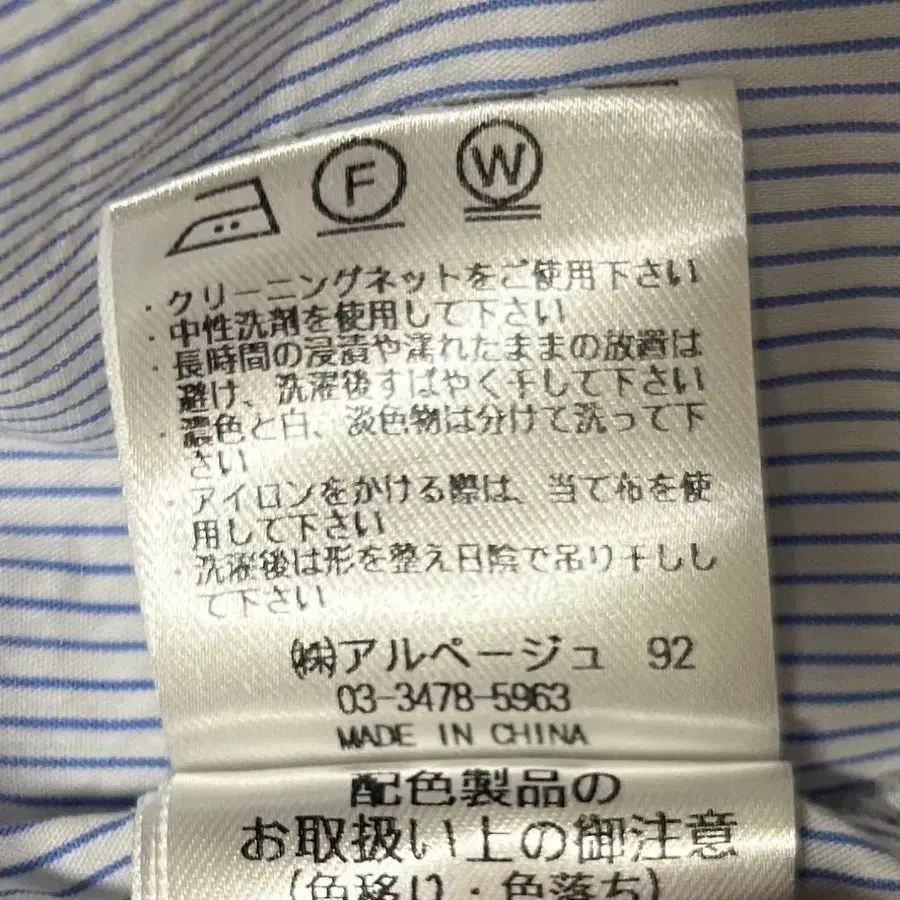 F W
・クリーニングネットをご使用下さい
・中性洗剤を使用して下さい
・長時間の浸漬や濡れたままの放置は
避け、洗濯後すばやく干して下さい
・濃色と白、淡色物は分けて洗って下
さい
・アイロンをかける際は、当て布を使
用して下さい
・洗濯後は形を整え日陰で吊り干しし
て下さい
㈱アルページュ 92
03-3478-5963
MADE IN CHINA
配色製品の
お取扱い上の御注意
(色移り・色落ち)